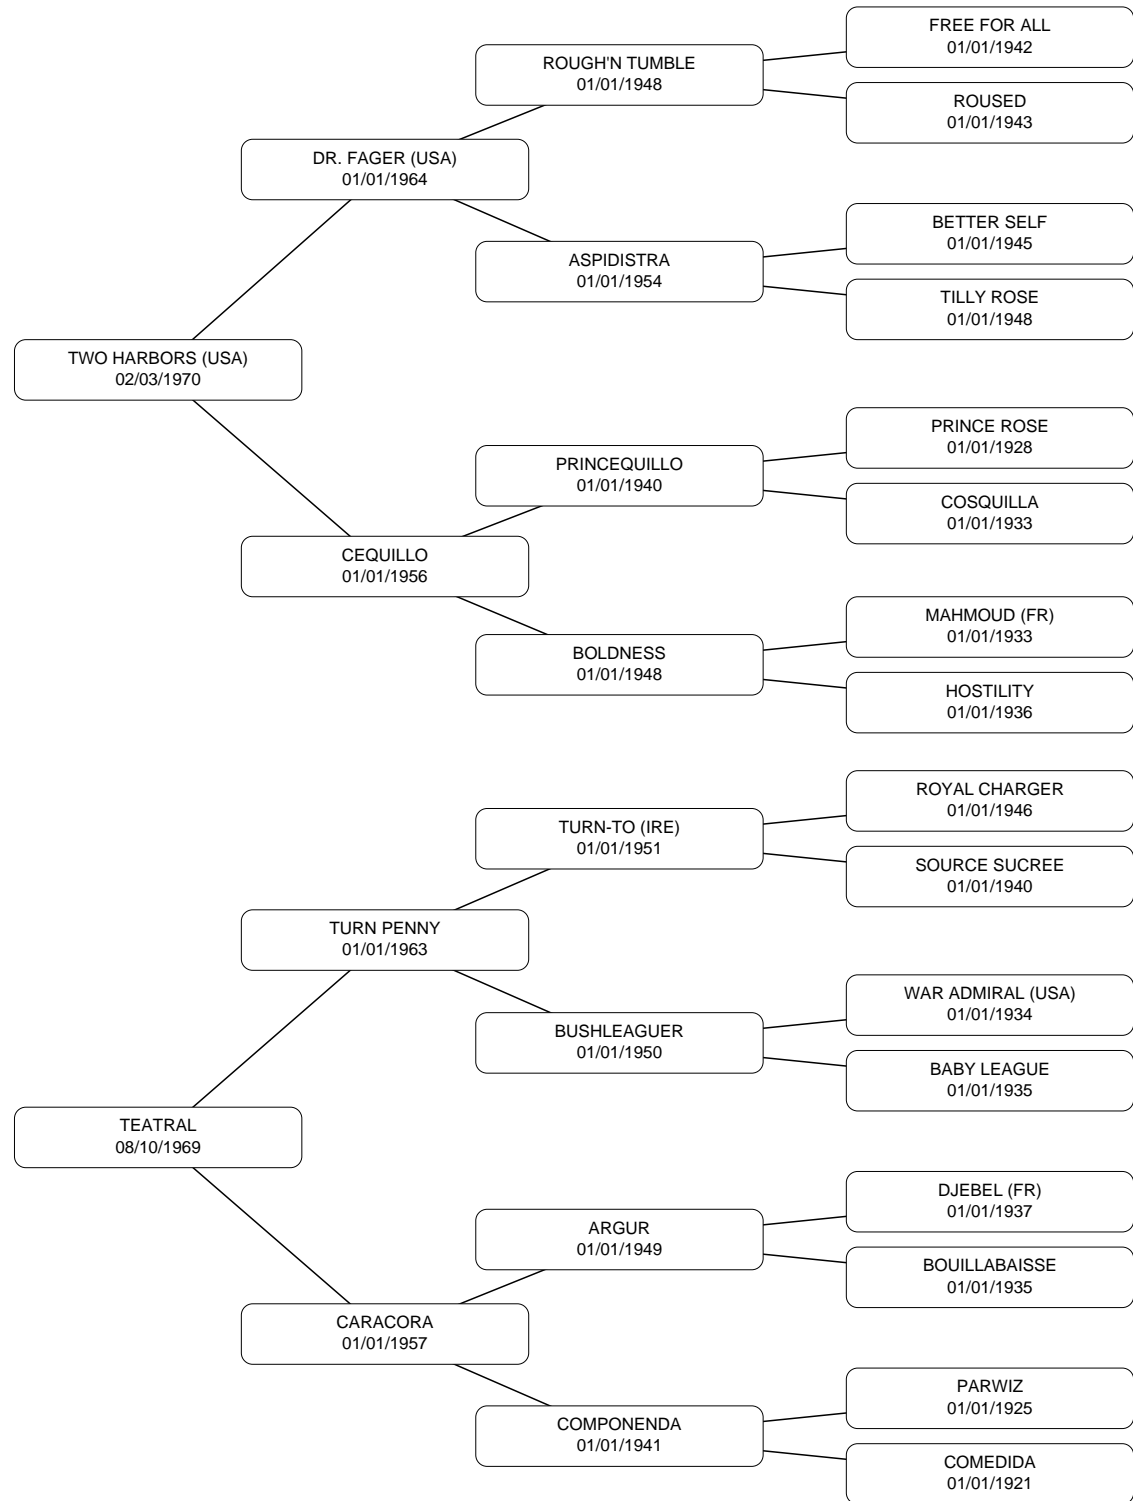 FREE FOR ALL
01/01/1942
ROUGH'N TUMBLE
01/01/1948
ROUSED
01/01/1943
DR. FAGER (USA)
01/01/1964
BETTER SELF
01/01/1945
ASPIDISTRA
01/01/1954
TILLY ROSE
01/01/1948
TWO HARBORS (USA)
02/03/1970
PRINCE ROSE
01/01/1928
PRINCEQUILLO
01/01/1940
COSQUILLA
01/01/1933
CEQUILLO
01/01/1956
MAHMOUD (FR)
01/01/1933
BOLDNESS
01/01/1948
HOSTILITY
01/01/1936
ROYAL CHARGER
01/01/1946
TURN-TO (IRE)
01/01/1951
SOURCE SUCREE
01/01/1940
TURN PENNY
01/01/1963
WAR ADMIRAL (USA)
01/01/1934
BUSHLEAGUER
01/01/1950
BABY LEAGUE
01/01/1935
TEATRAL
08/10/1969
DJEBEL (FR)
01/01/1937
ARGUR
01/01/1949
BOUILLABAISSE
01/01/1935
CARACORA
01/01/1957
PARWIZ
01/01/1925
COMPONENDA
01/01/1941
COMEDIDA
01/01/1921